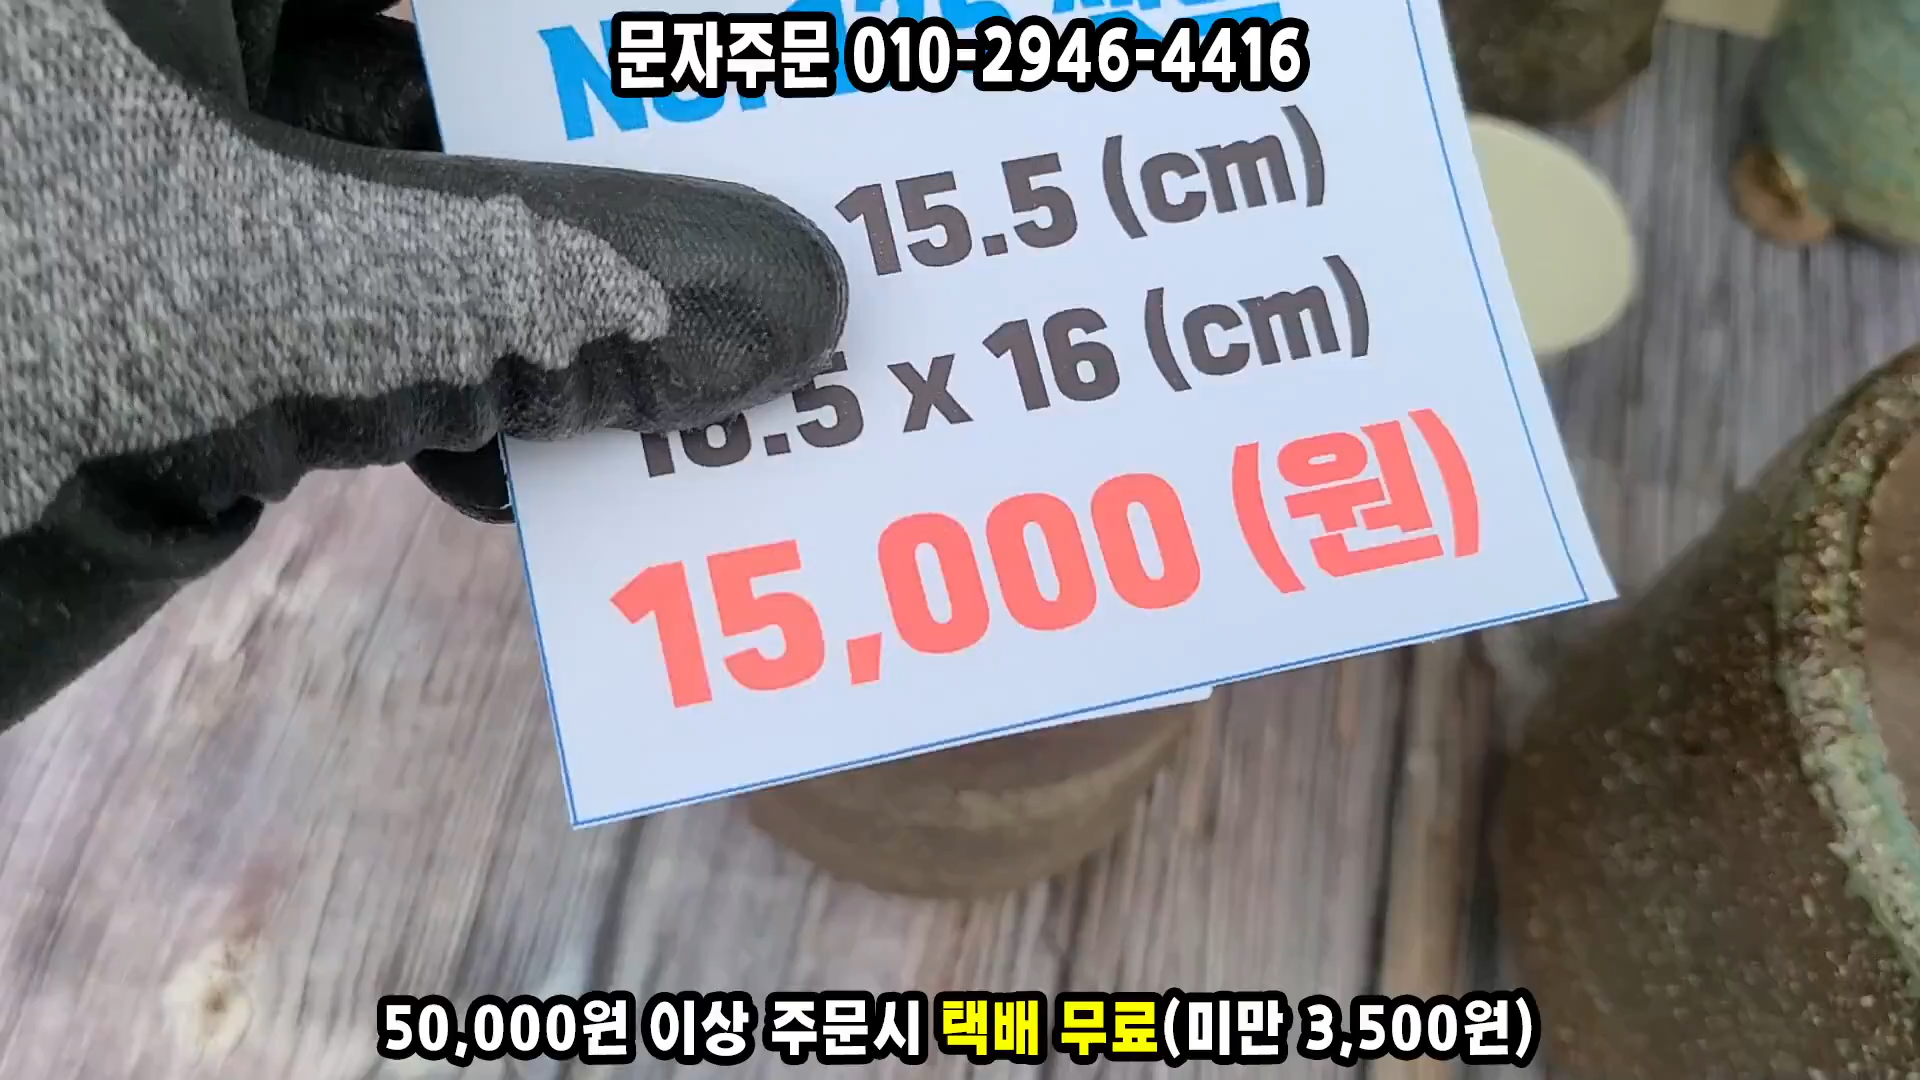 문자주문 010-2946-4416
15.5 (cm)
x 16 (cm)
15,000 (원)
50,000원 이상 주문시 택배 무료(미만 3,500원)